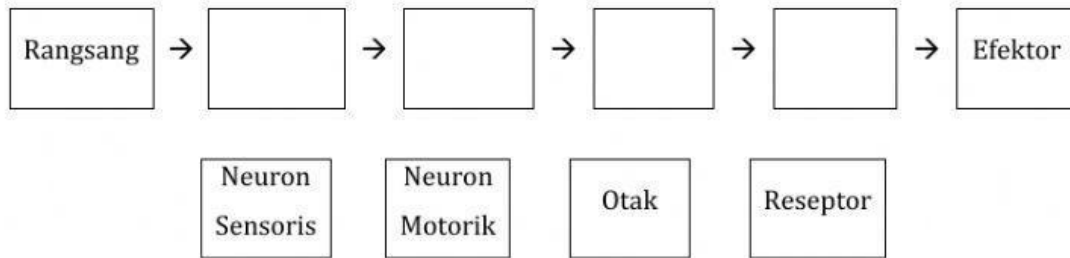 Rangsang → → → → → Efektor
Neuron Sensoris
Neuron Motorik
Otak
Reseptor